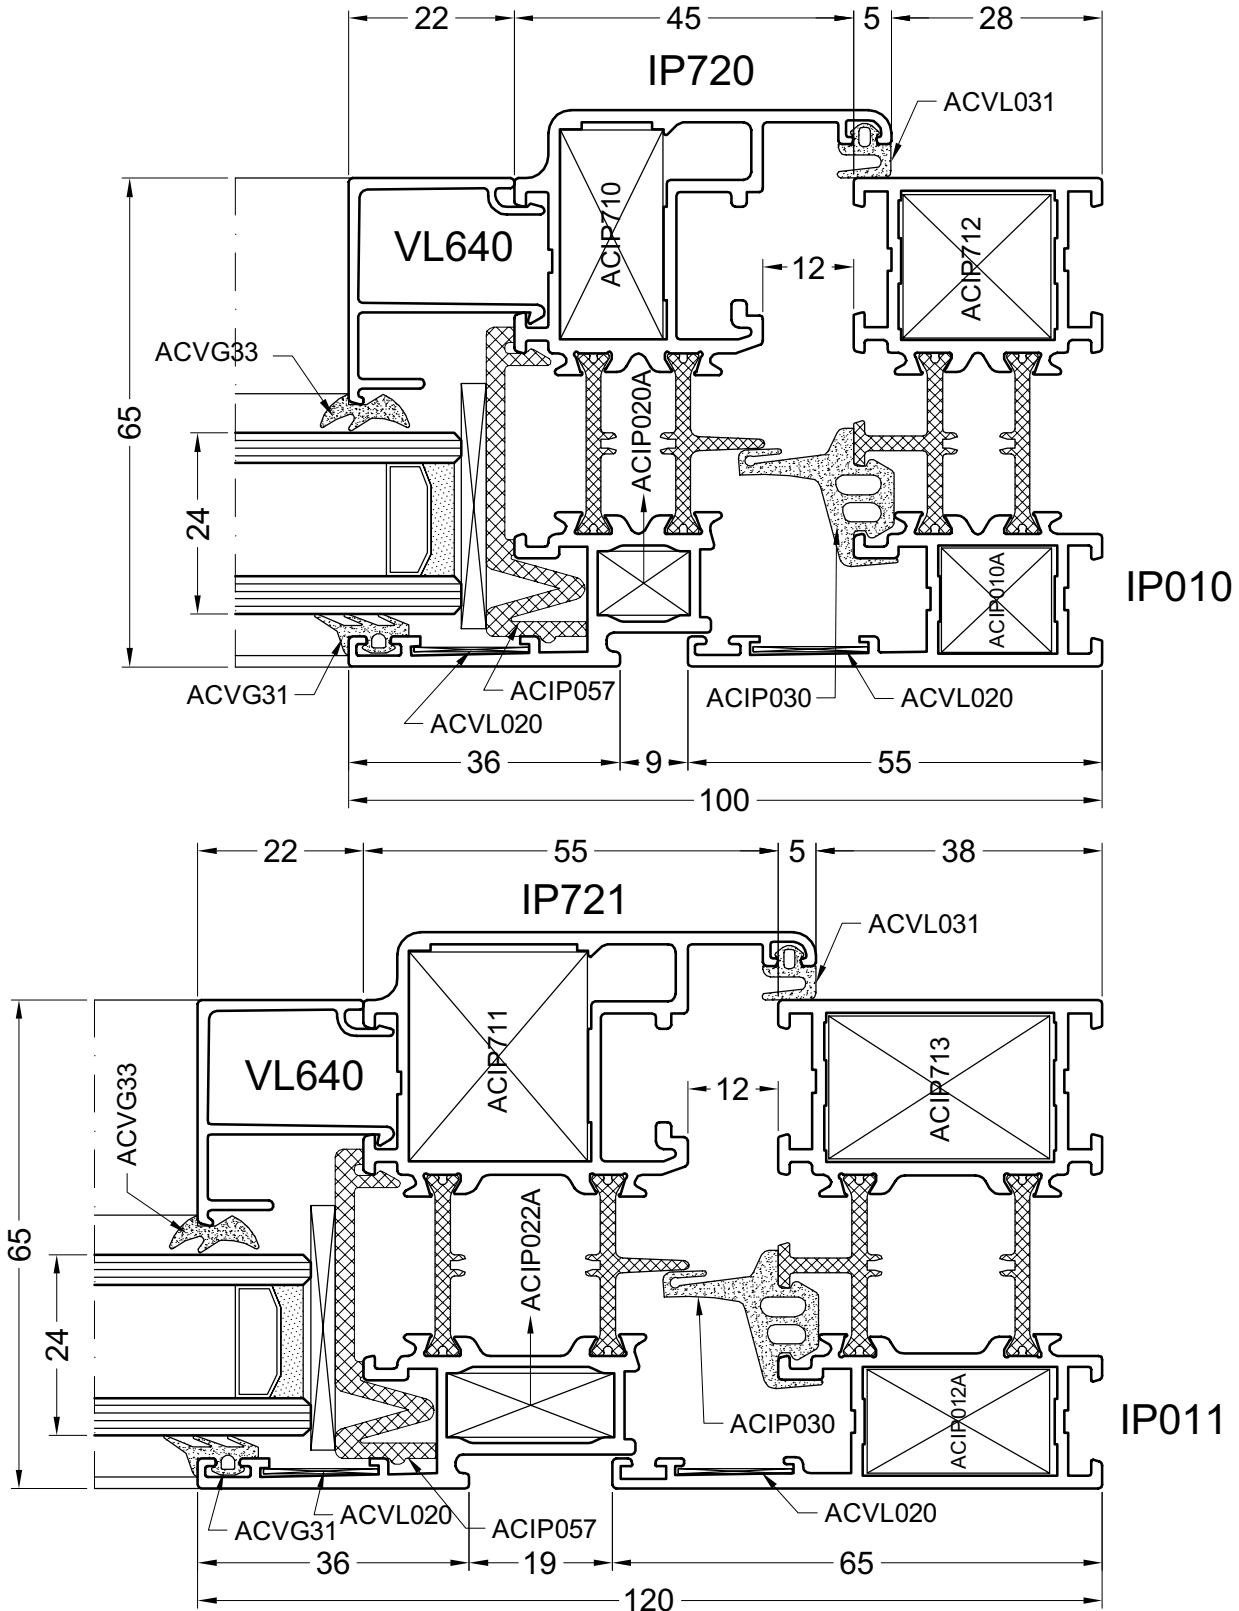 22
45
5
28
IP720
ACVL031
ACIP710
VL640
ACIP712
12
ACVG33
65
ACIP020A
24
ACIP010A
IP010
ACVG31
ACVL020
ACIP057
ACIP030
ACVL020
36
9
55
100
22
55
5
38
IP721
ACVL031
ACIP711
VL640
ACIP713
12
ACVG33
65
ACIP022A
24
ACIP012A
ACIP030
IP011
ACVG31
ACVL020
ACIP057
ACVL020
36
19
65
120